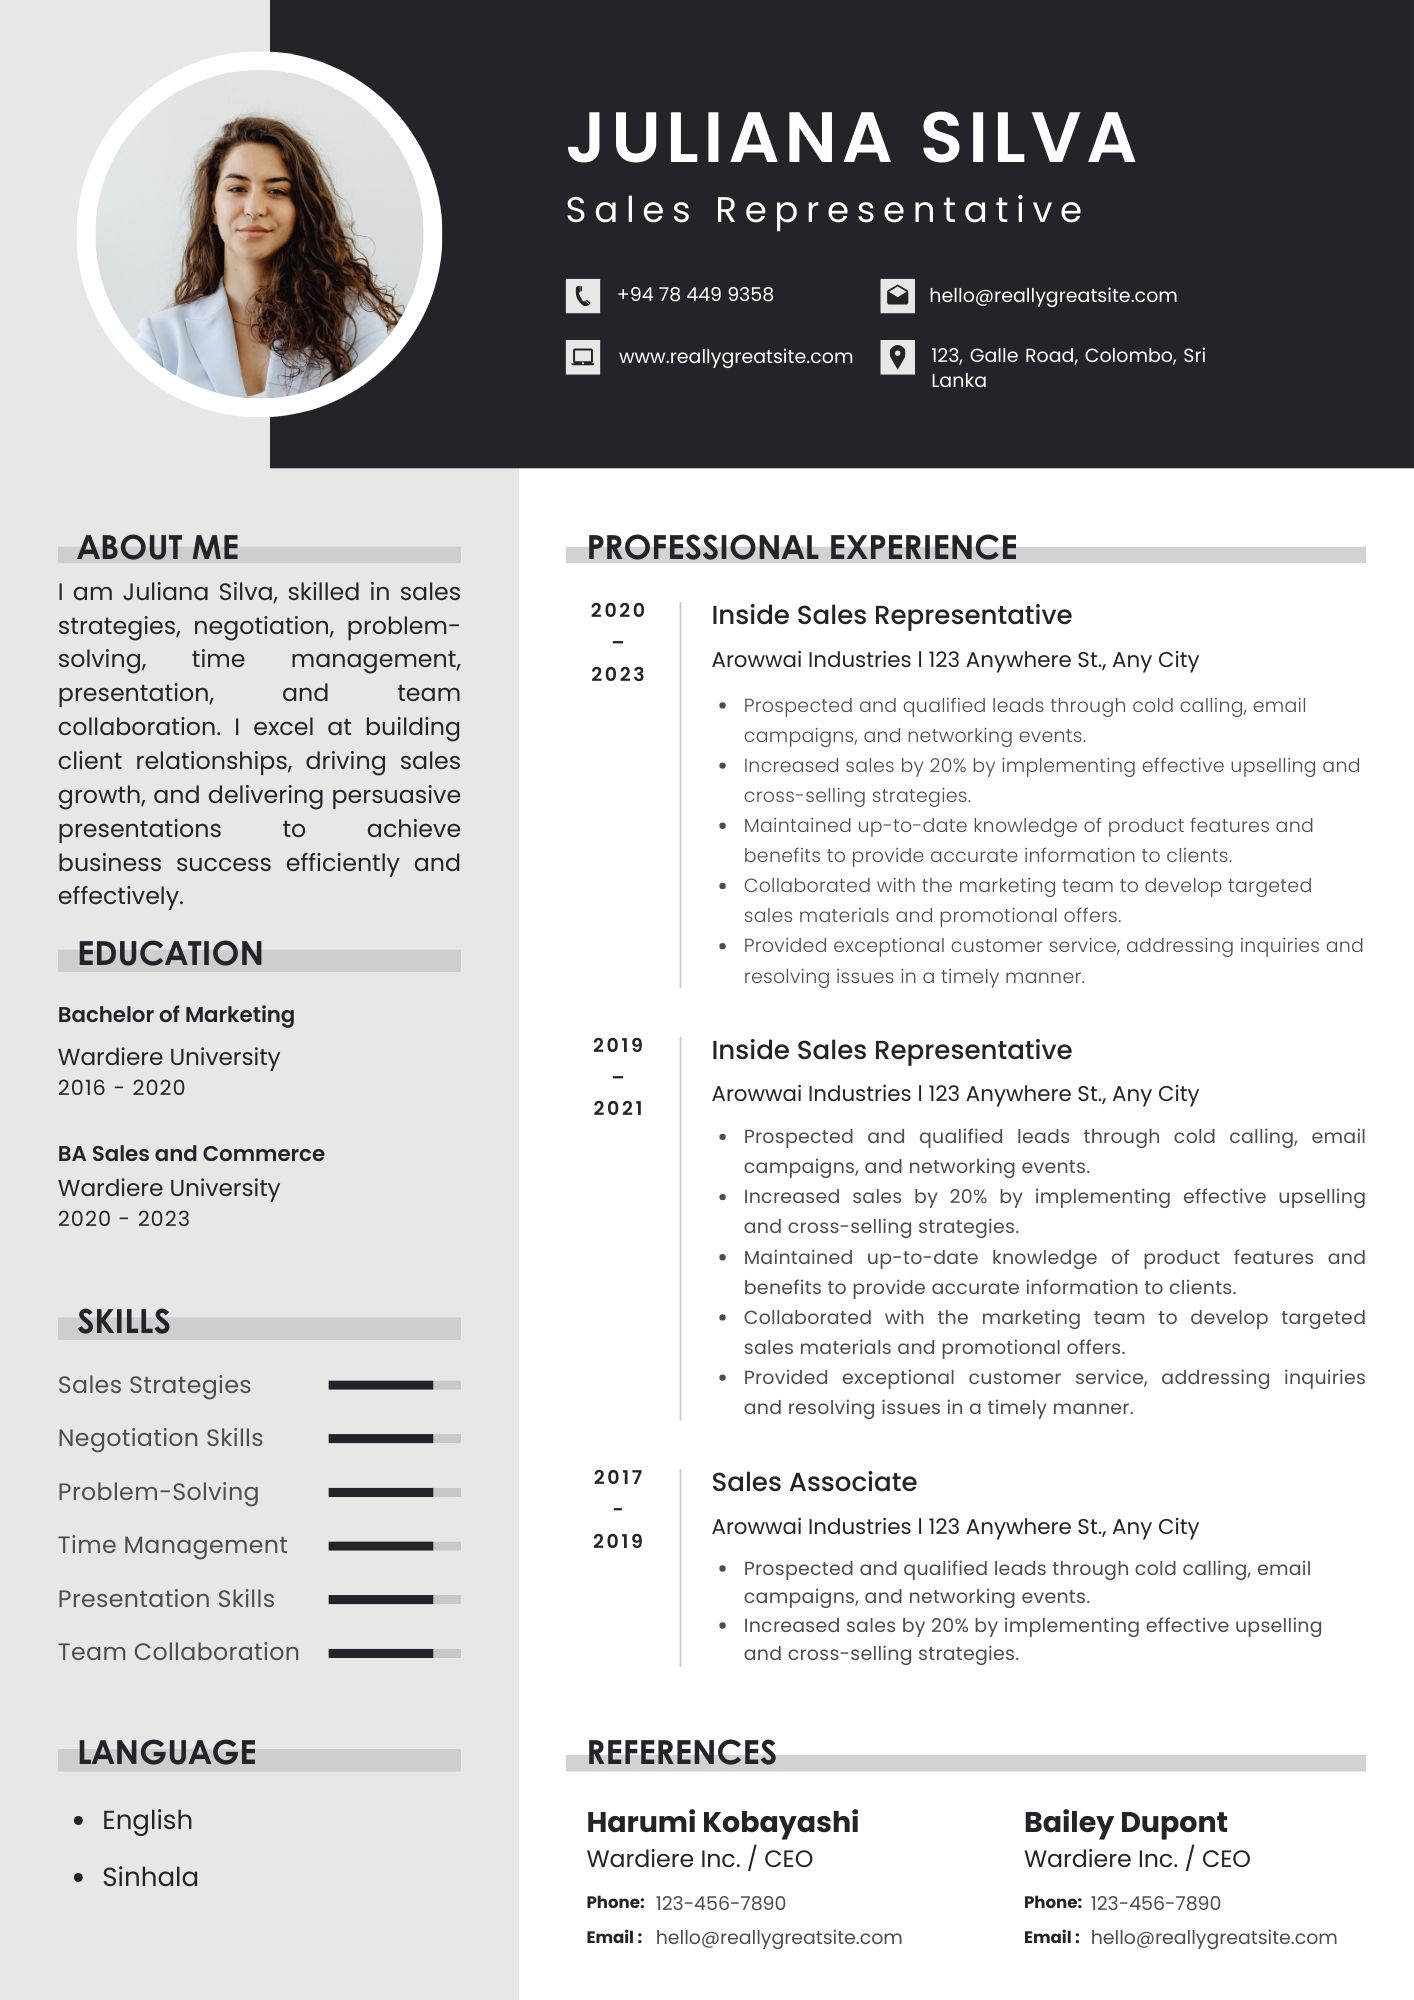 JULIANA SILVA
Sales Representative
+94 78 449 9358
hello@reallygreatsite.com
www.reallygreatsite.com
123, Galle Road, Colombo, Sri
Lanka
ABOUT ME
I am Juliana Silva, skilled in sales
strategies, negotiation, problem-
solving, time management,
presentation, and team
collaboration. I excel at building
client relationships, driving sales
growth, and delivering persuasive
presentations to achieve
business success efficiently and
effectively.
EDUCATION
Bachelor of Marketing
Wardiere University
2016 - 2020
BA Sales and Commerce
Wardiere University
2020 - 2023
SKILLS
Sales Strategies
Negotiation Skills
Problem-Solving
Time Management
Presentation Skills
Team Collaboration
LANGUAGE
• English
• Sinhala
PROFESSIONAL EXPERIENCE
2020
–
2023
Inside Sales Representative
Arowwai Industries l 123 Anywhere St., Any City
• Prospected and qualified leads through cold calling, email
campaigns, and networking events.
• Increased sales by 20% by implementing effective upselling and
cross-selling strategies.
• Maintained up-to-date knowledge of product features and
benefits to provide accurate information to clients.
• Collaborated with the marketing team to develop targeted
sales materials and promotional offers.
• Provided exceptional customer service, addressing inquiries and
resolving issues in a timely manner.
2019
–
2021
Inside Sales Representative
Arowwai Industries l 123 Anywhere St., Any City
• Prospected and qualified leads through cold calling, email
campaigns, and networking events.
• Increased sales by 20% by implementing effective upselling
and cross-selling strategies.
• Maintained up-to-date knowledge of product features and
benefits to provide accurate information to clients.
• Collaborated with the marketing team to develop targeted
sales materials and promotional offers.
• Provided exceptional customer service, addressing inquiries
and resolving issues in a timely manner.
2017
-
2019
Sales Associate
Arowwai Industries l 123 Anywhere St., Any City
• Prospected and qualified leads through cold calling, email
campaigns, and networking events.
• Increased sales by 20% by implementing effective upselling
and cross-selling strategies.
REFERENCES
Harumi Kobayashi
Wardiere Inc. / CEO
Phone: 123-456-7890
Email : hello@reallygreatsite.com
Bailey Dupont
Wardiere Inc. / CEO
Phone: 123-456-7890
Email : hello@reallygreatsite.com